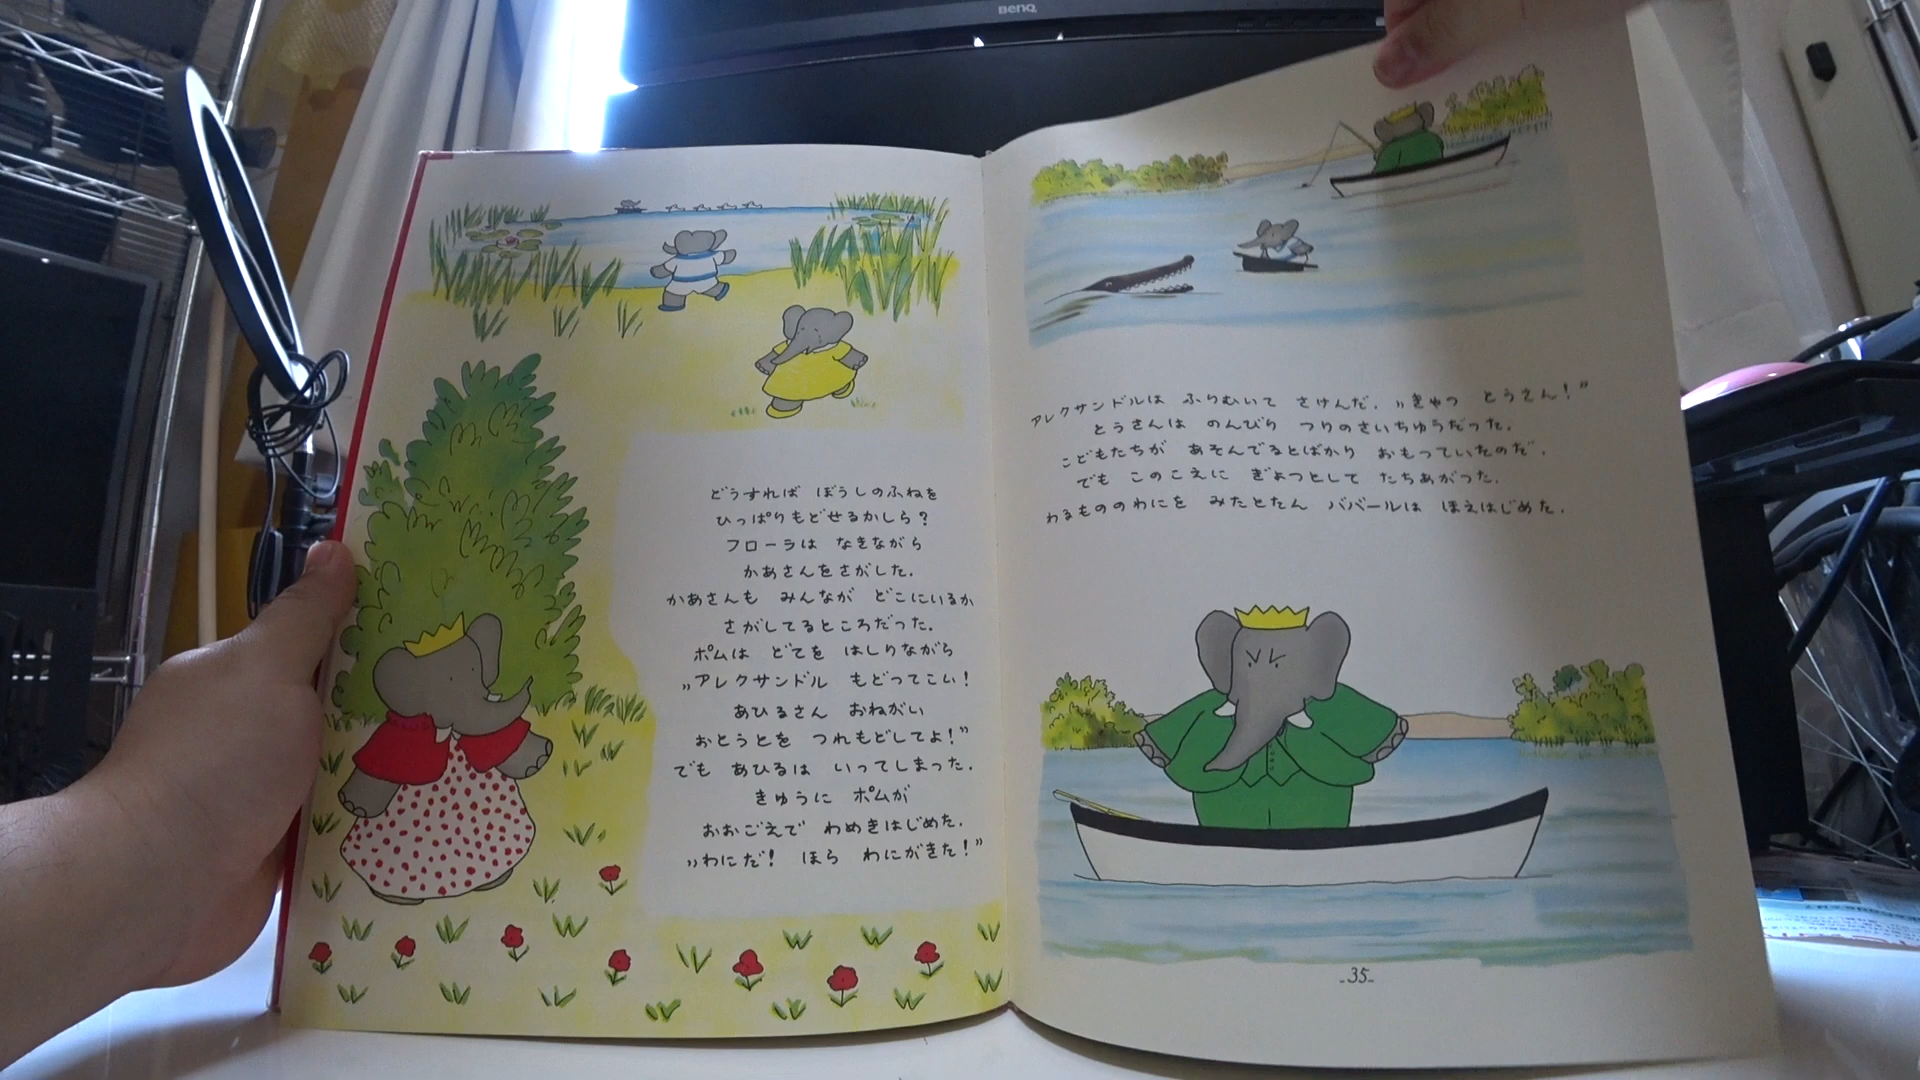 BenQ
どうすれば ぼうしのふねを
ひっぱりもどせるかしら？
フローラは なきながら
かあさんをさがした.
かあさんも みんなが どこにいるか
さがしてるところだった.
ポムは どてを はしりながら
„アレクサンドル もどってこい！
あひるさん おねがい
おとうとを つれもどしてよ！”
でも あひるは いってしまった.
きゅうに ポムが
おおごえで わめきはじめた.
„わにだ！ ほら わにがきた！”
アレクサンドルは ふりむいて さけんだ. „きゃっ とうさん！”
とうさんは のんびり つりのさいちゅうだった.
こどもたちが あそんでるとばかり おもっていたのだ.
でも このこえに ぎょっとして たちあがった.
わるもののわにを みたとたん ババールは ほえはじめた.
-35-